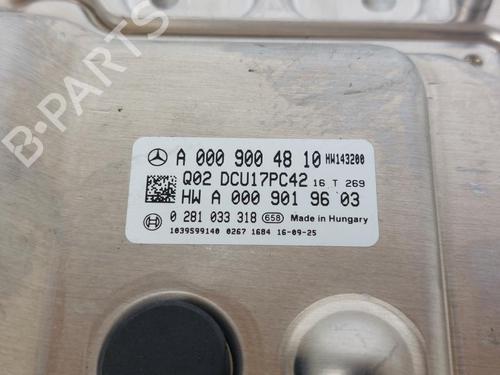 A 000 900 48 10 HW143200
Q02 DCU17PC42 16 T 269
HW A 000 901 96 03
0 281 033 318 658 Made in Hungary
1039S99140 0267 1684 16-09-25
B PARTS